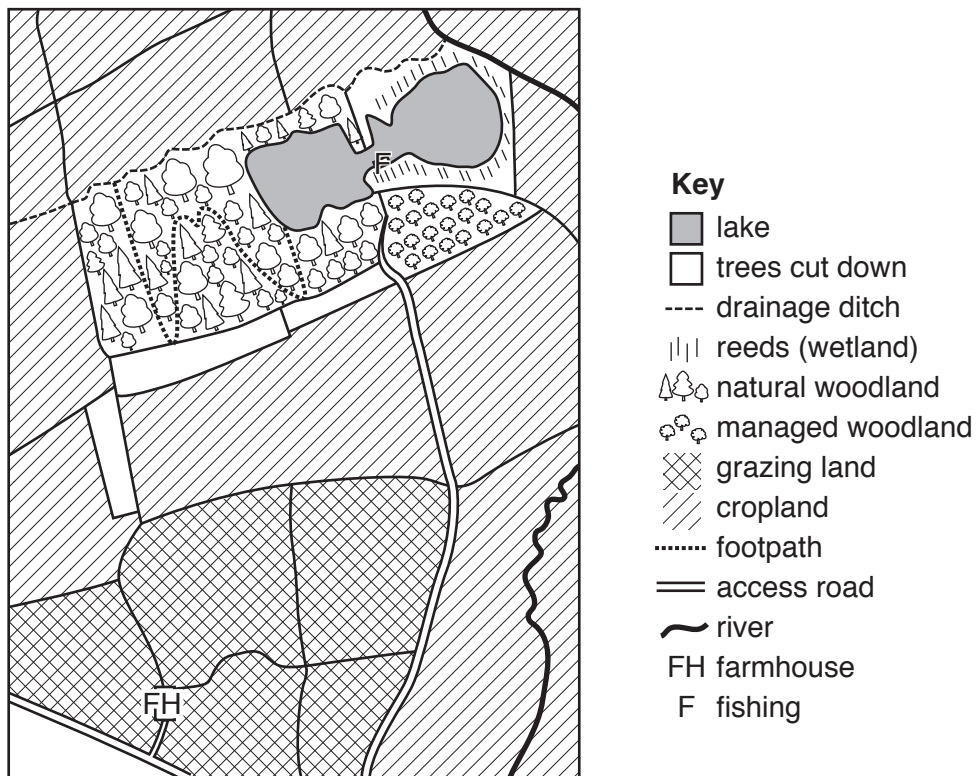 F
FH
Key
lake
trees cut down
drainage ditch
reeds (wetland)
natural woodland
managed woodland
grazing land
cropland
footpath
access road
river
FH farmhouse
F fishing